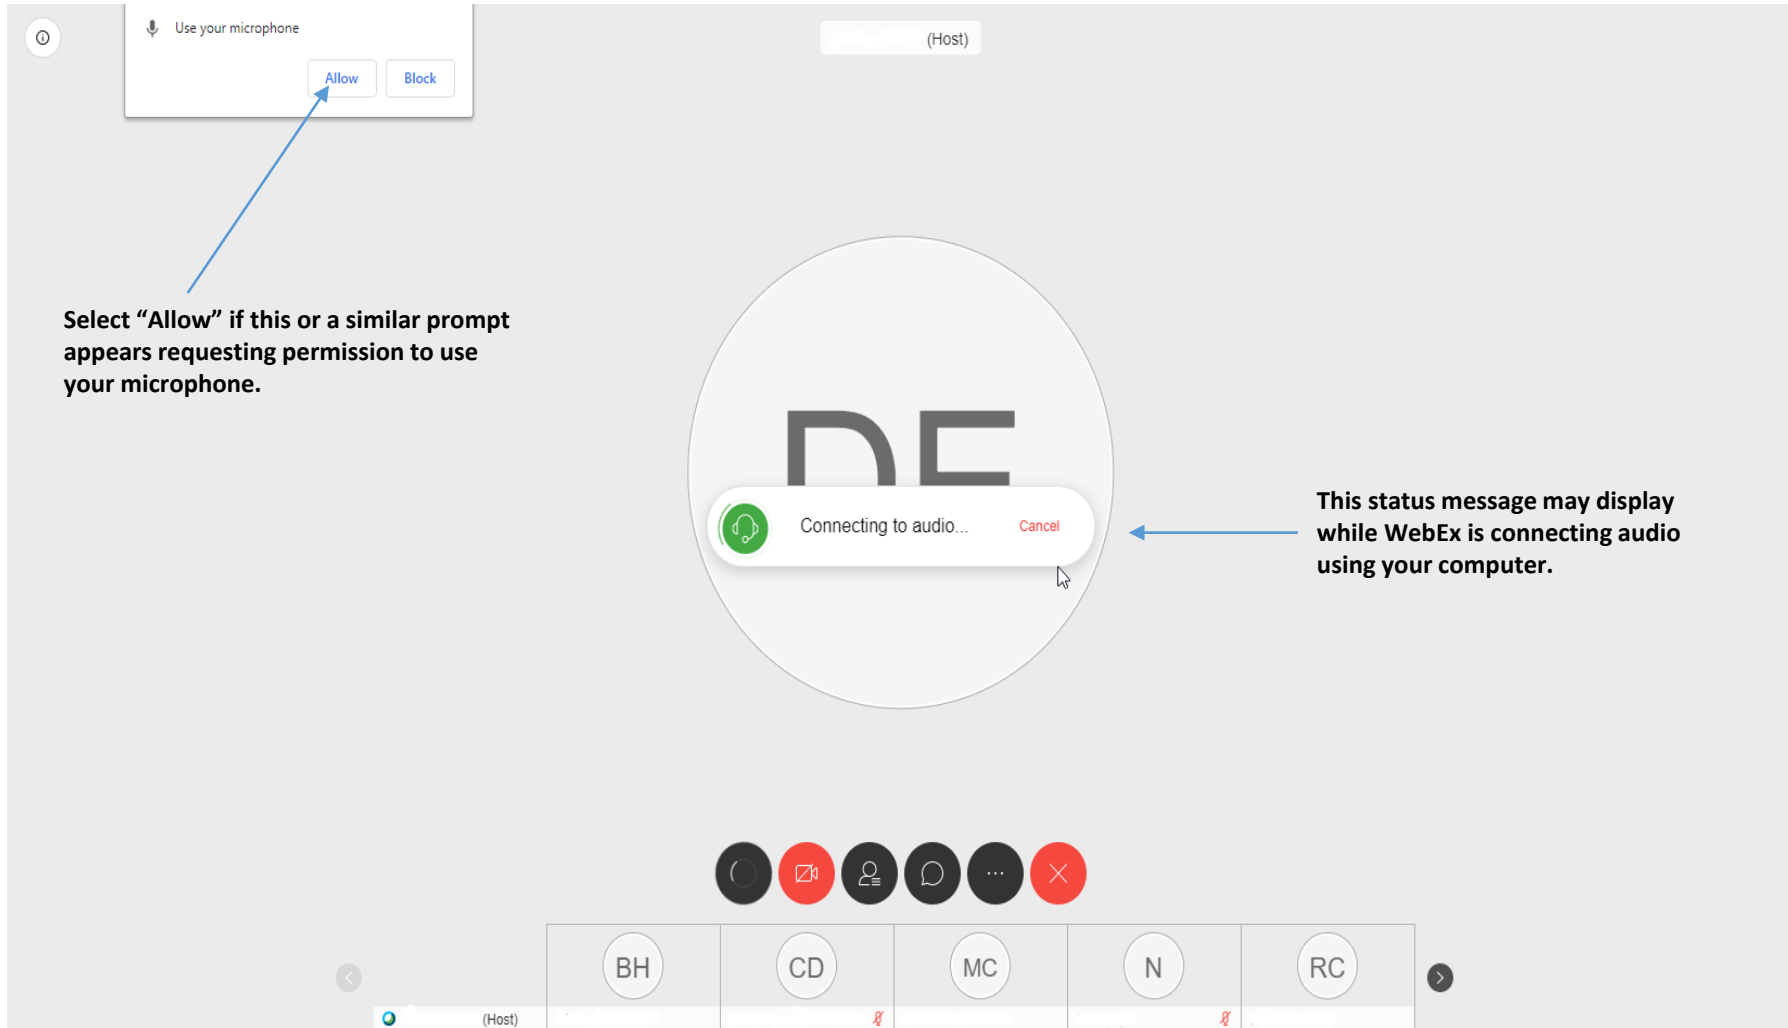 Use your microphone
Allow
Block
(Host)
Select “Allow” if this or a similar prompt
appears requesting permission to use
your microphone.
Connecting to audio...
Cancel
This status message may display
while WebEx is connecting audio
using your computer.
BH
CD
MC
N
RC
(Host)